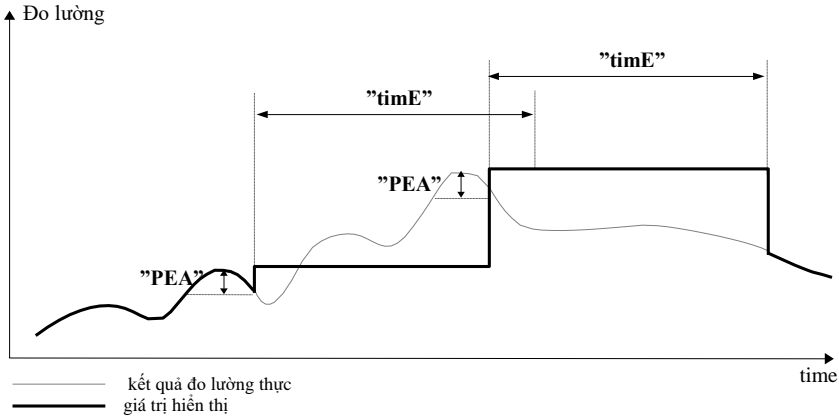 Đo lường
”timE”
”timE”
”PEA”
”PEA”
time
kết quả đo lường thực
giá trị hiển thị